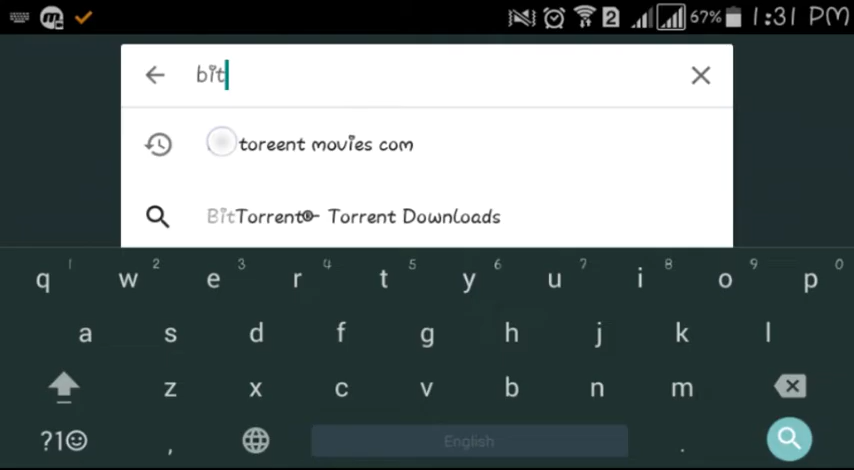 67% 1:31 PM
bit
toreent movies com
BitTorrent®- Torrent Downloads
q 1 w 2 e 3 r 4 t 5 y 6 u 7 i 8 o 9 p 0
a s d f g h j k l
z x c v b n m
?1☺ , English .